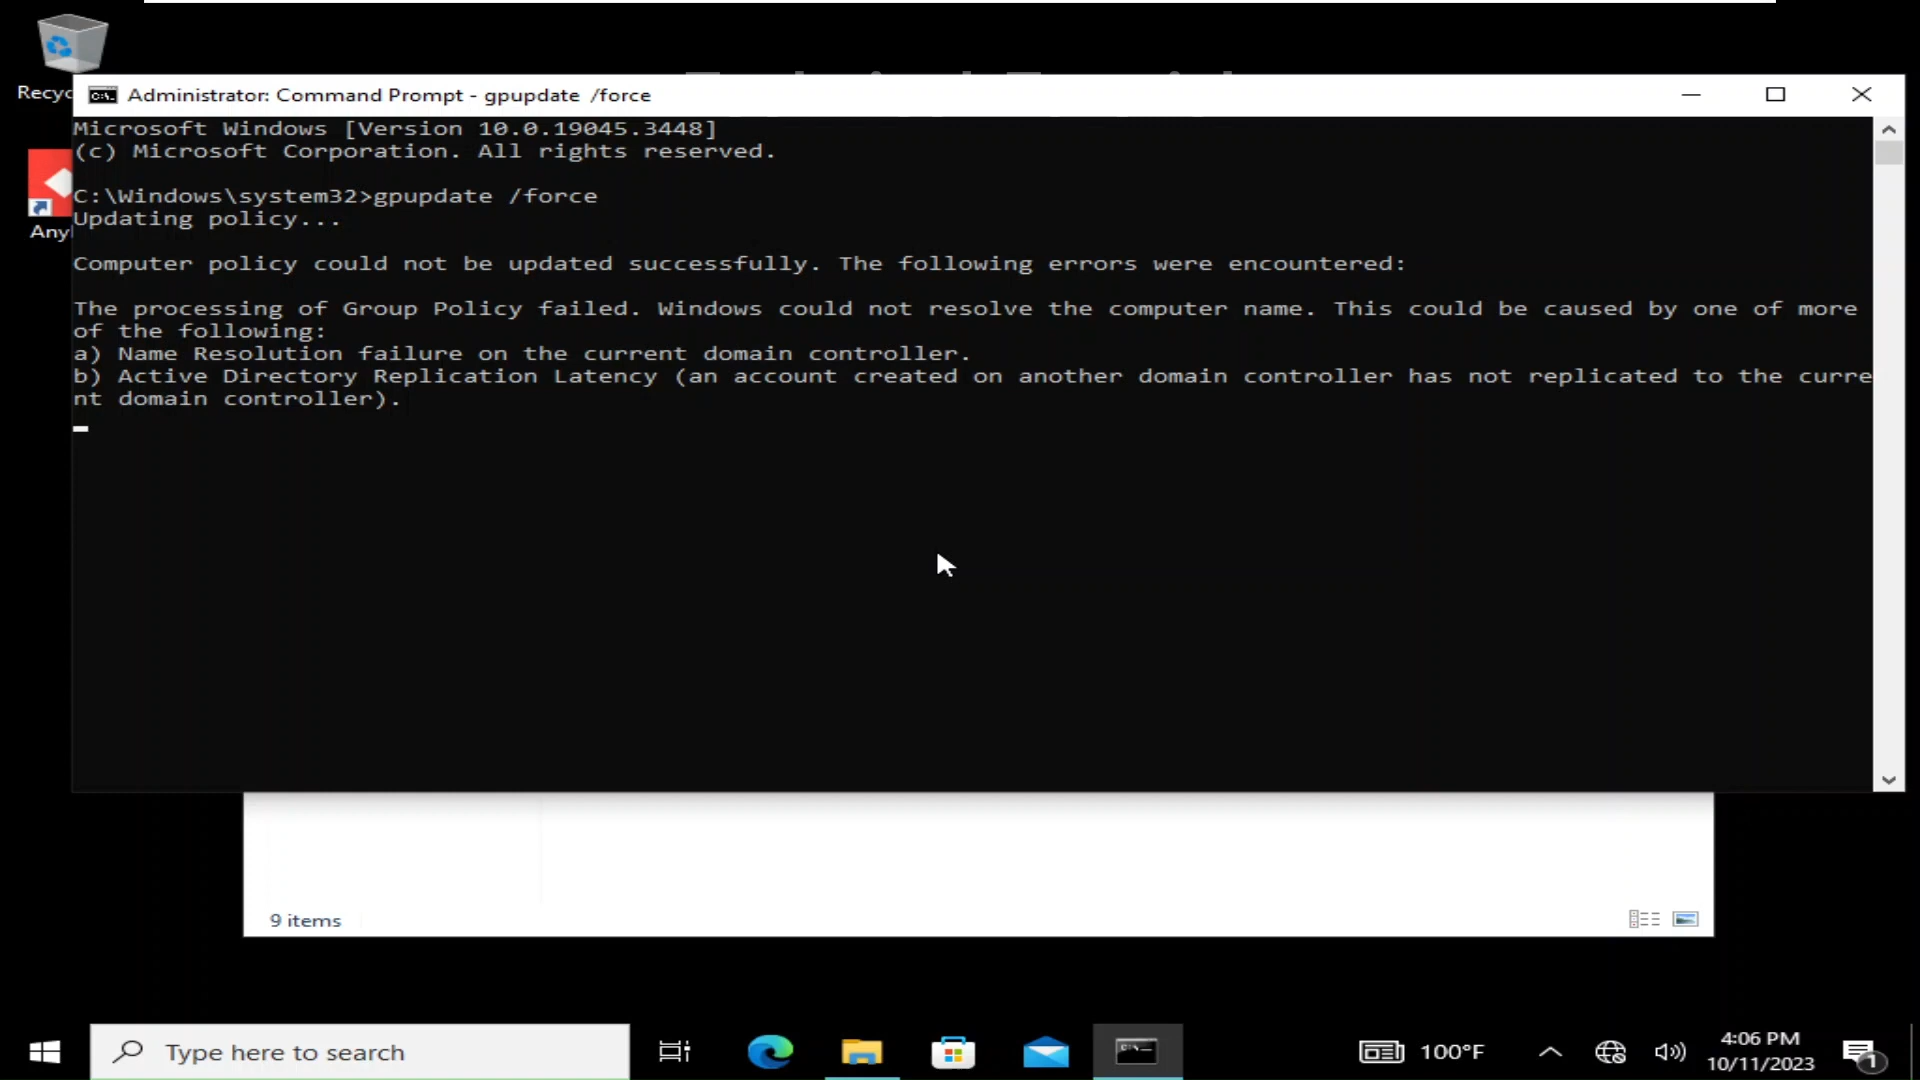 Recyc
Administrator: Command Prompt - gpupdate /force
Microsoft Windows [Version 10.0.19045.3448]
(c) Microsoft Corporation. All rights reserved.
C:\Windows\system32>gpupdate /force
Updating policy...
Any
Computer policy could not be updated successfully. The following errors were encountered:
The processing of Group Policy failed. Windows could not resolve the computer name. This could be caused by one of more
of the following:
a) Name Resolution failure on the current domain controller.
b) Active Directory Replication Latency (an account created on another domain controller has not replicated to the curre
nt domain controller).
9 items
Type here to search
100°F
4:06 PM
10/11/2023
1